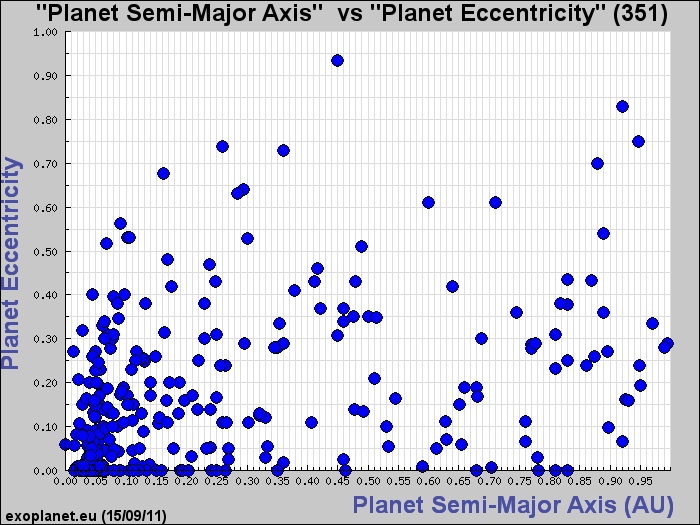 "Planet Semi-Major Axis" vs "Planet Eccentricity" (351)
1.00
0.90
0.80
0.70
0.60
0.50
0.40
0.30
0.20
0.10
0.00
Planet Eccentricity
0.00 0.05 0.10 0.15 0.20 0.25 0.30 0.35 0.40 0.45 0.50 0.55 0.60 0.65 0.70 0.75 0.80 0.85 0.90 0.95
Planet Semi-Major Axis (AU)
exoplanet.eu (15/09/11)